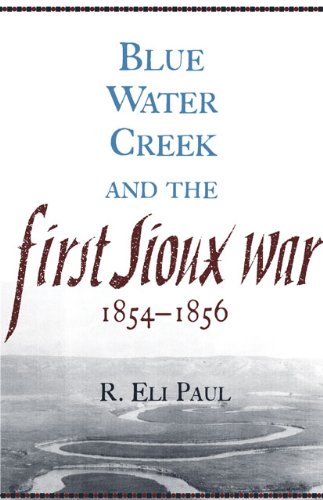 BLUE
WATER
CREEK
AND THE
first Sioux War
1854–1856
R. ELI PAUL